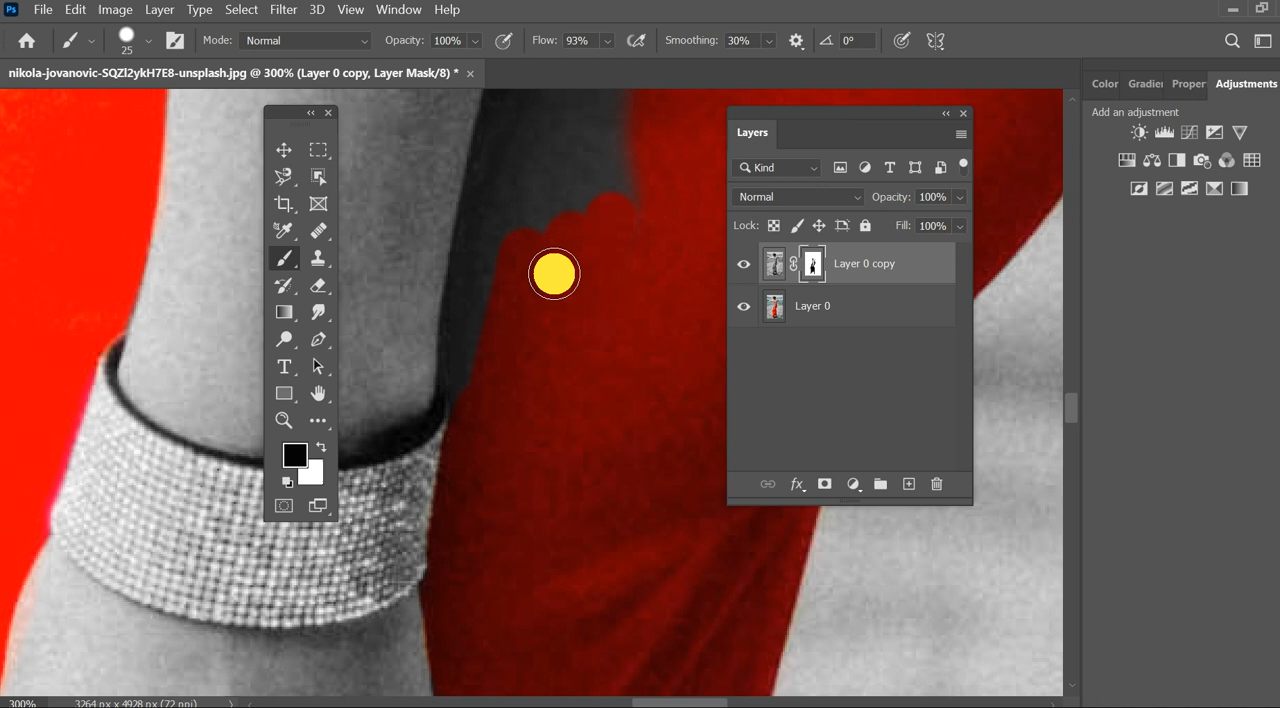 Ps File Edit Image Layer Type Select Filter 3D View Window Help
25 Mode: Normal Opacity: 100% Flow: 93% Smoothing: 30% 0°
nikola-jovanovic-SQZl2ykH7E8-unsplash.jpg @ 300% (Layer 0 copy, Layer Mask/8) *
Color Gradie Proper Adjustments
Add an adjustment
Layers
Kind
Normal Opacity: 100%
Lock: Fill: 100%
Layer 0 copy
Layer 0
fx
300% 3264 px x 4928 px (72 ppi)